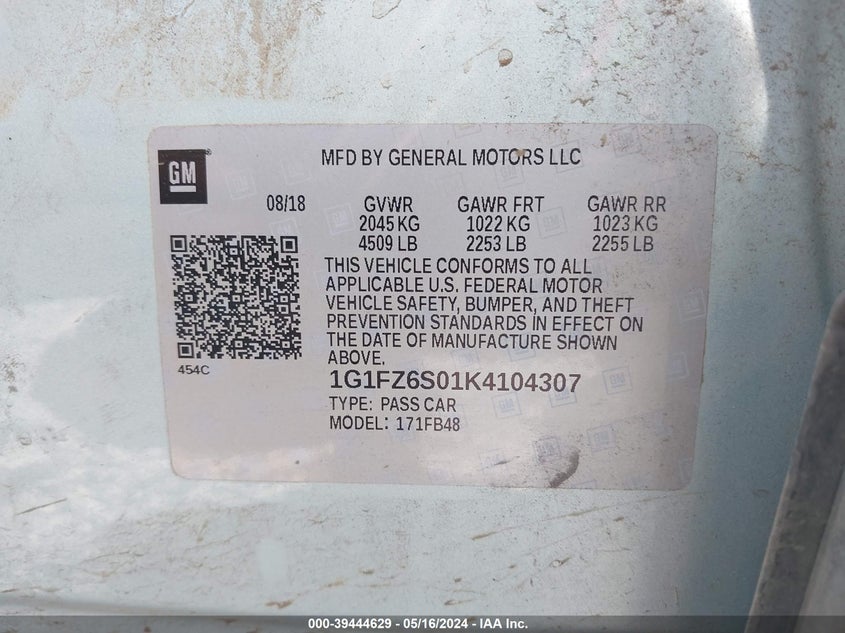 GM
MFD BY GENERAL MOTORS LLC
08/18 GVWR GAWR FRT GAWR RR
2045 KG 1022 KG 1023 KG
4509 LB 2253 LB 2255 LB
THIS VEHICLE CONFORMS TO ALL
APPLICABLE U.S. FEDERAL MOTOR
VEHICLE SAFETY, BUMPER, AND THEFT
PREVENTION STANDARDS IN EFFECT ON
THE DATE OF MANUFACTURE SHOWN
ABOVE.
454C
1G1FZ6S01K4104307
TYPE: PASS CAR
MODEL: 171FB48
000-39444629 - 05/16/2024 - IAA Inc.